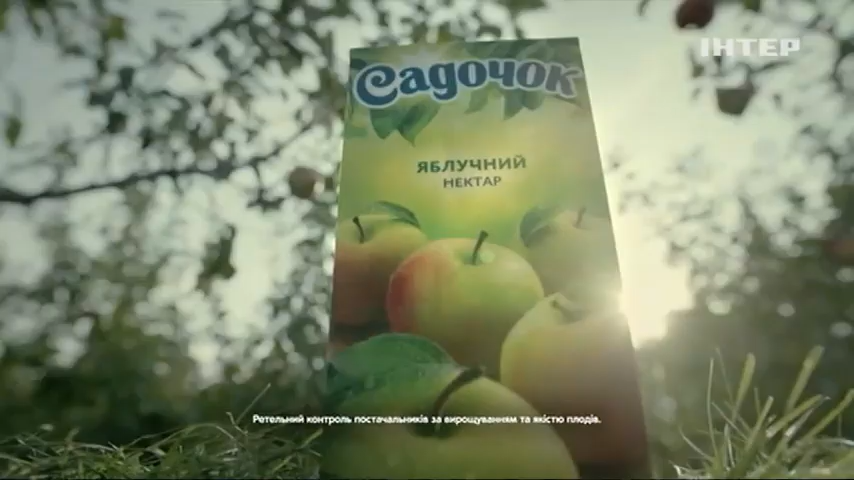 ІНТЕР
Садочок
ЯБЛУЧНИЙ
НЕКТАР
Ретельний контроль постачальників за вирощуванням та якістю плодів.